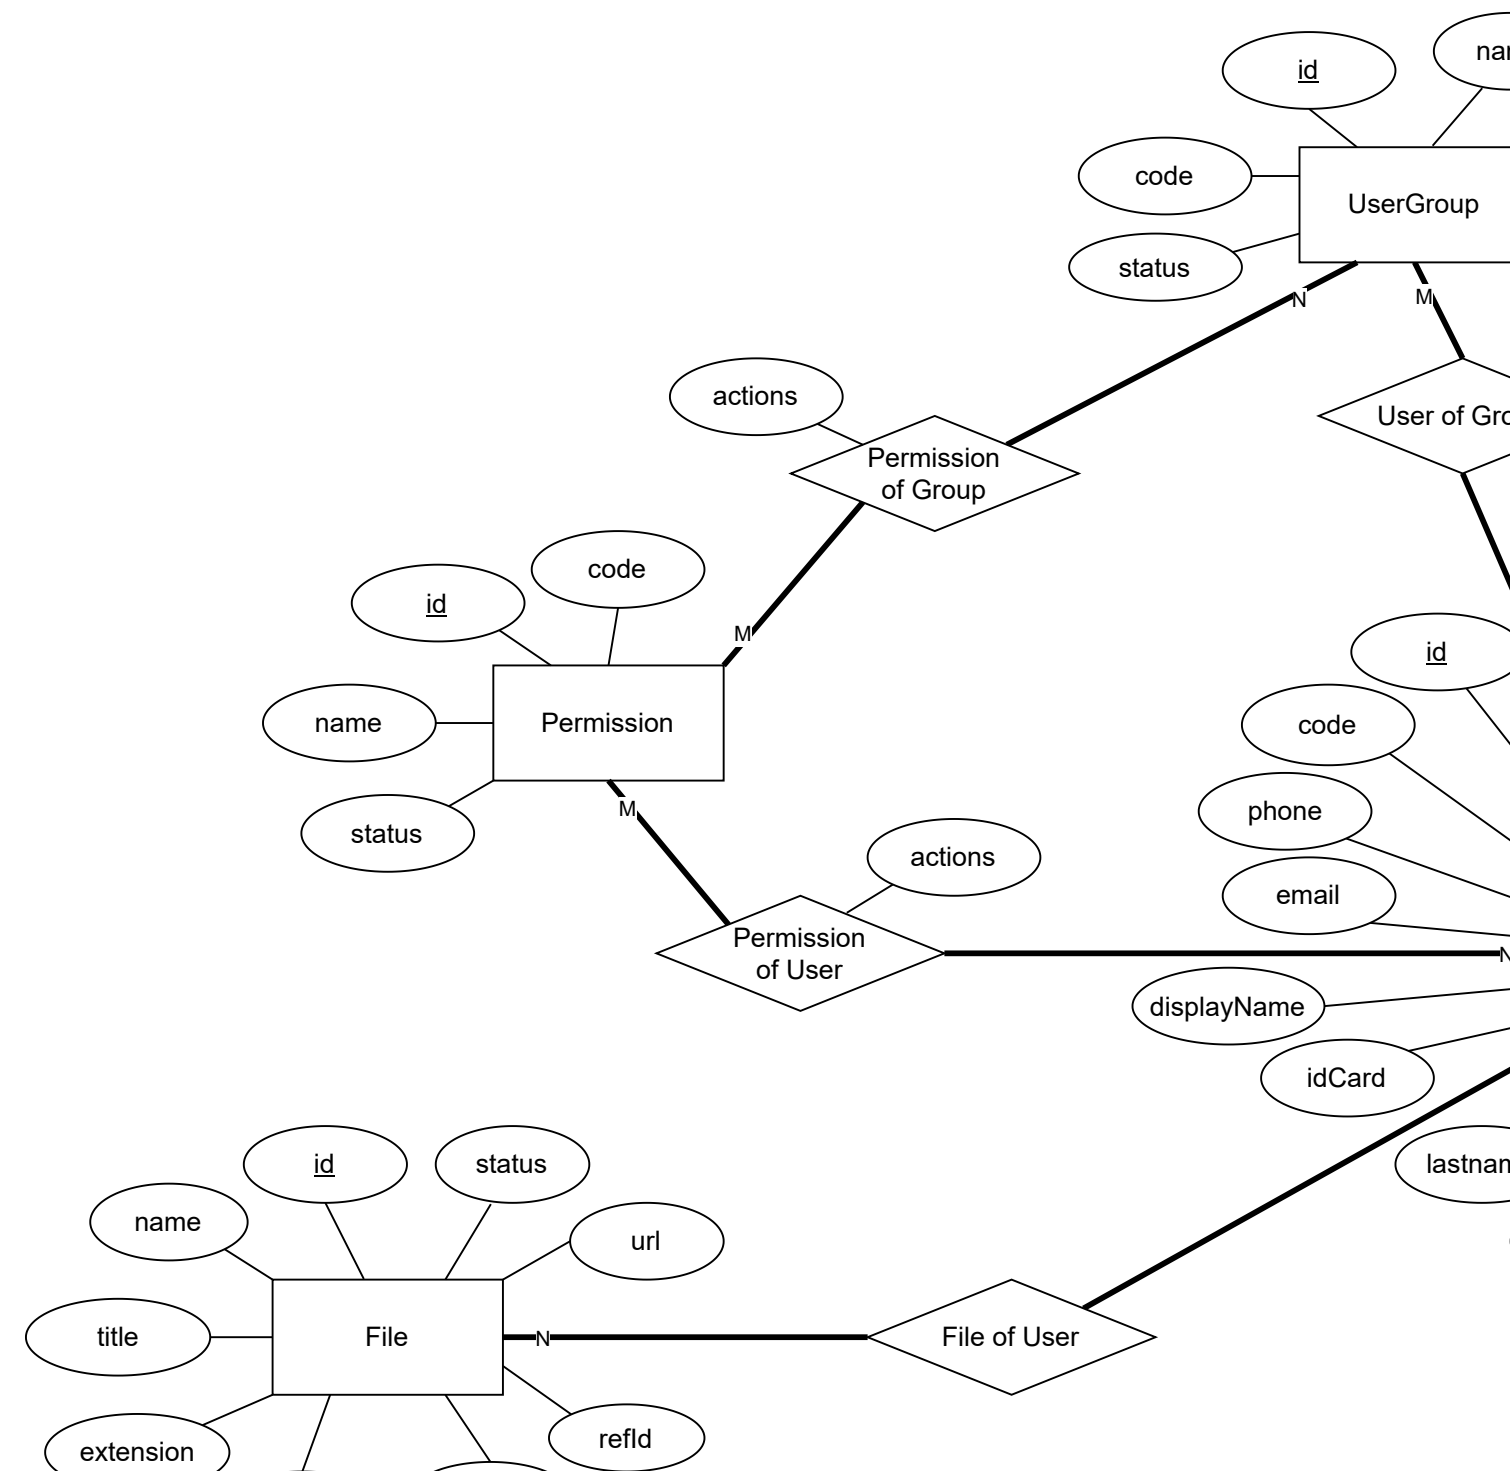 id
code
UserGroup
status
N
M
actions
Permission
of Group
code
id
M
id
name
Permission
code
M
phone
status
actions
email
Permission
of User
N
displayName
idCard
id
status
name
url
title
File
N
File of User
refId
extension